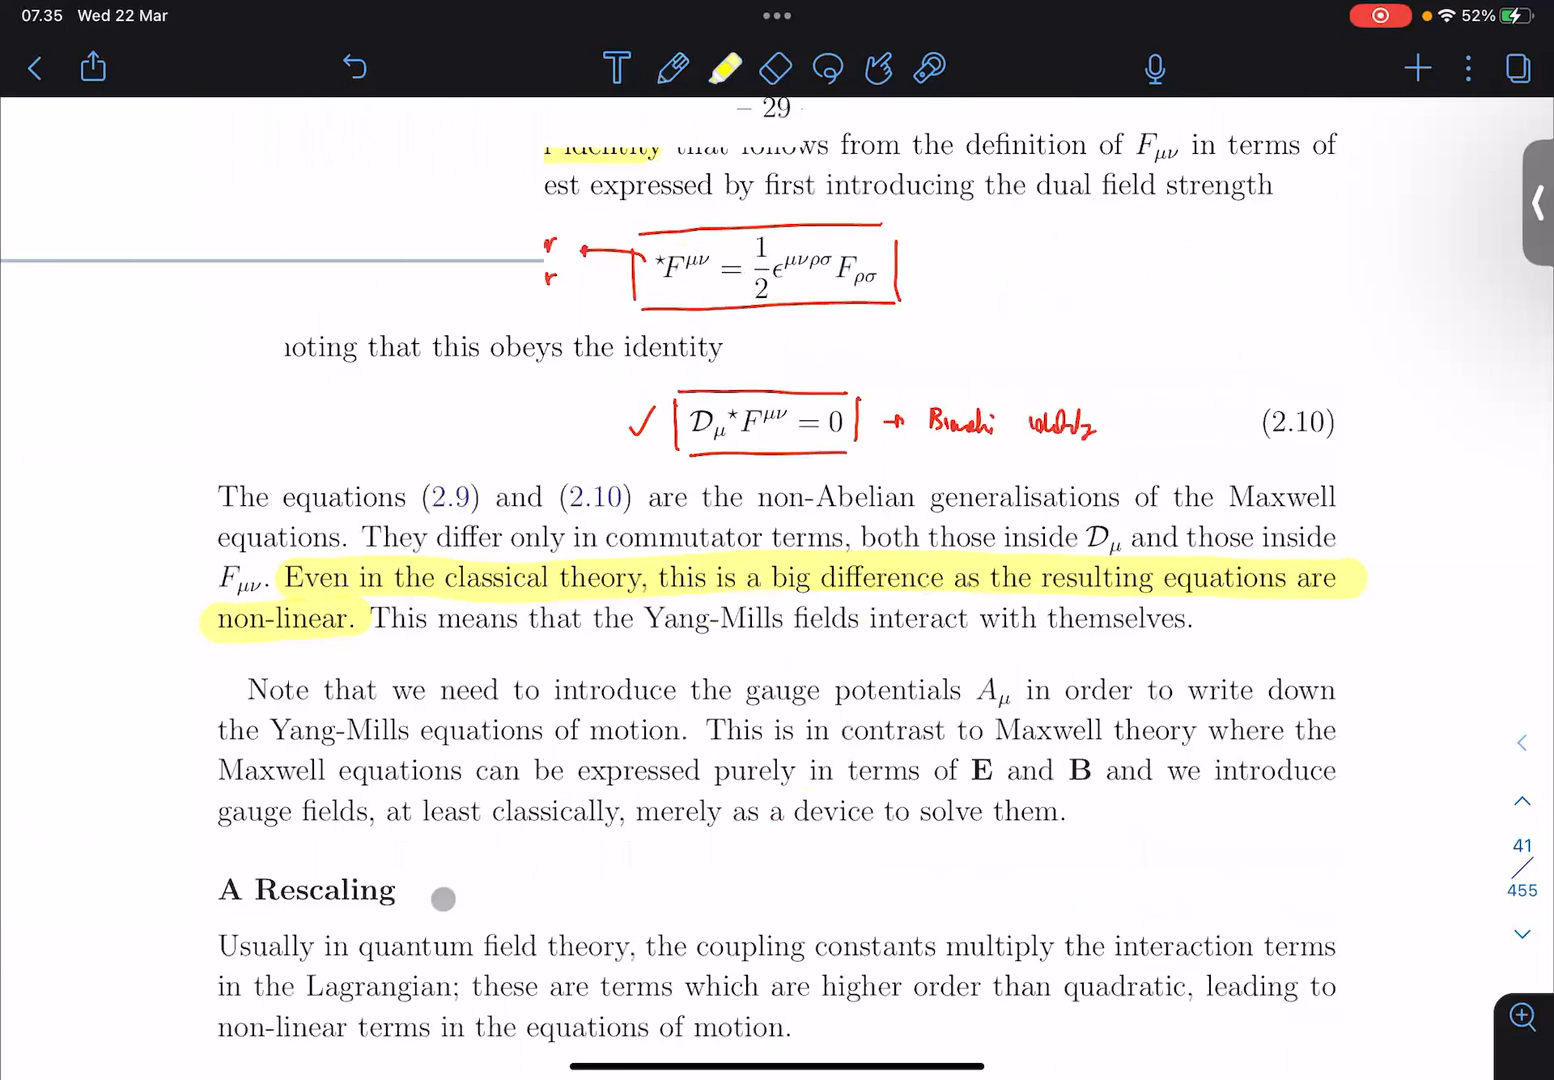 07.35 Wed 22 Mar
52%
– 29
identity that follows from the definition of Fμν in terms of
est expressed by first introducing the dual field strength
r
⋆Fμν = 1/2 ϵμνρσ Fρσ
r
noting that this obeys the identity
✓ 𝒟μ⋆Fμν = 0 → Bianchi identity (2.10)
The equations (2.9) and (2.10) are the non-Abelian generalisations of the Maxwell
equations. They differ only in commutator terms, both those inside 𝒟μ and those inside
Fμν. Even in the classical theory, this is a big difference as the resulting equations are
non-linear. This means that the Yang-Mills fields interact with themselves.
Note that we need to introduce the gauge potentials Aμ in order to write down
the Yang-Mills equations of motion. This is in contrast to Maxwell theory where the
Maxwell equations can be expressed purely in terms of E and B and we introduce
gauge fields, at least classically, merely as a device to solve them.
41
/
455
A Rescaling
Usually in quantum field theory, the coupling constants multiply the interaction terms
in the Lagrangian; these are terms which are higher order than quadratic, leading to
non-linear terms in the equations of motion.